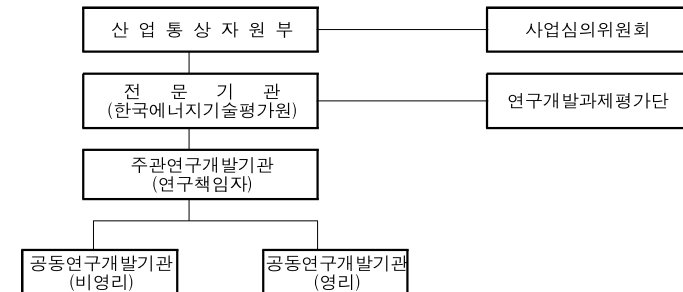 산 업 통 상 자 원 부
사업심의위원회
전 문 기 관
(한국에너지기술평가원)
연구개발과제평가단
주관연구개발기관
(연구책임자)
공동연구개발기관
(비영리)
공동연구개발기관
(영리)